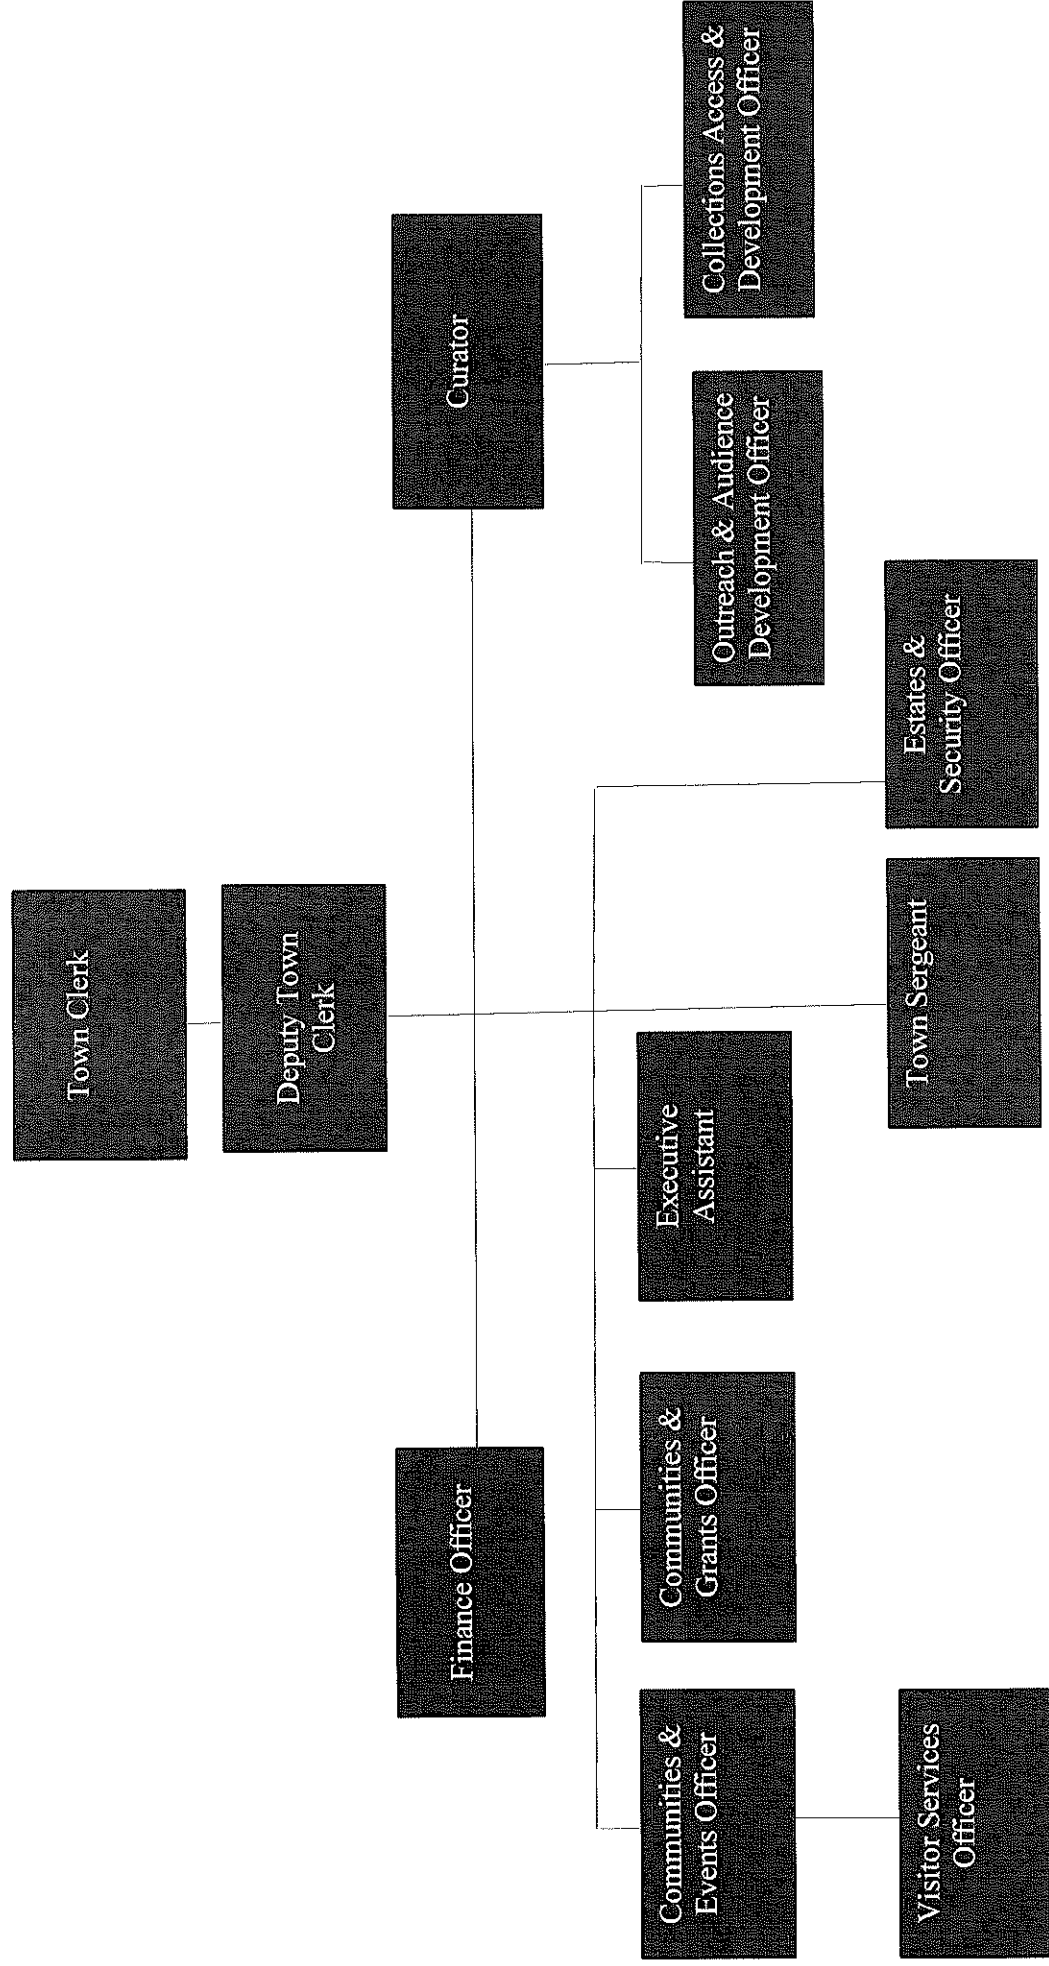 Town Clerk
Deputy Town
Clerk
Finance Officer
Curator
Communities &
Events Officer
Communities &
Grants Officer
Executive
Assistant
Outreach & Audience
Development Officer
Collections Access &
Development Officer
Visitor Services
Officer
Town Sergeant
Estates &
Security Officer